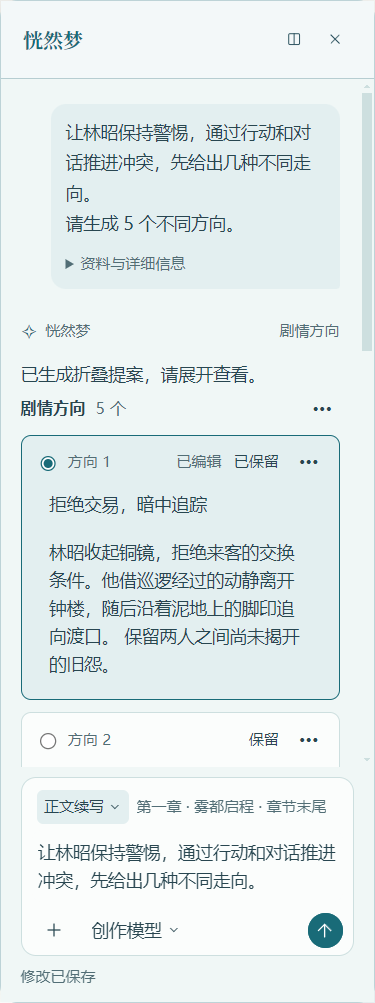 恍然梦
让林昭保持警惕，通过行动和对
话推进冲突，先给出几种不同走
向。
请生成 5 个不同方向。
▶ 资料与详细信息
恍然梦 剧情方向
已生成折叠提案，请展开查看。
剧情方向 5 个 •••
方向 1 已编辑 已保留 •••
拒绝交易，暗中追踪
林昭收起铜镜，拒绝来客的交换
条件。他借巡逻经过的动静离开
钟楼，随后沿着泥地上的脚印追
向渡口。 保留两人之间尚未揭开
的旧怨。
方向 2 保留 •••
正文续写 第一章 · 雾都启程 · 章节末尾
让林昭保持警惕，通过行动和对话推进
冲突，先给出几种不同走向。
创作模型
修改已保存